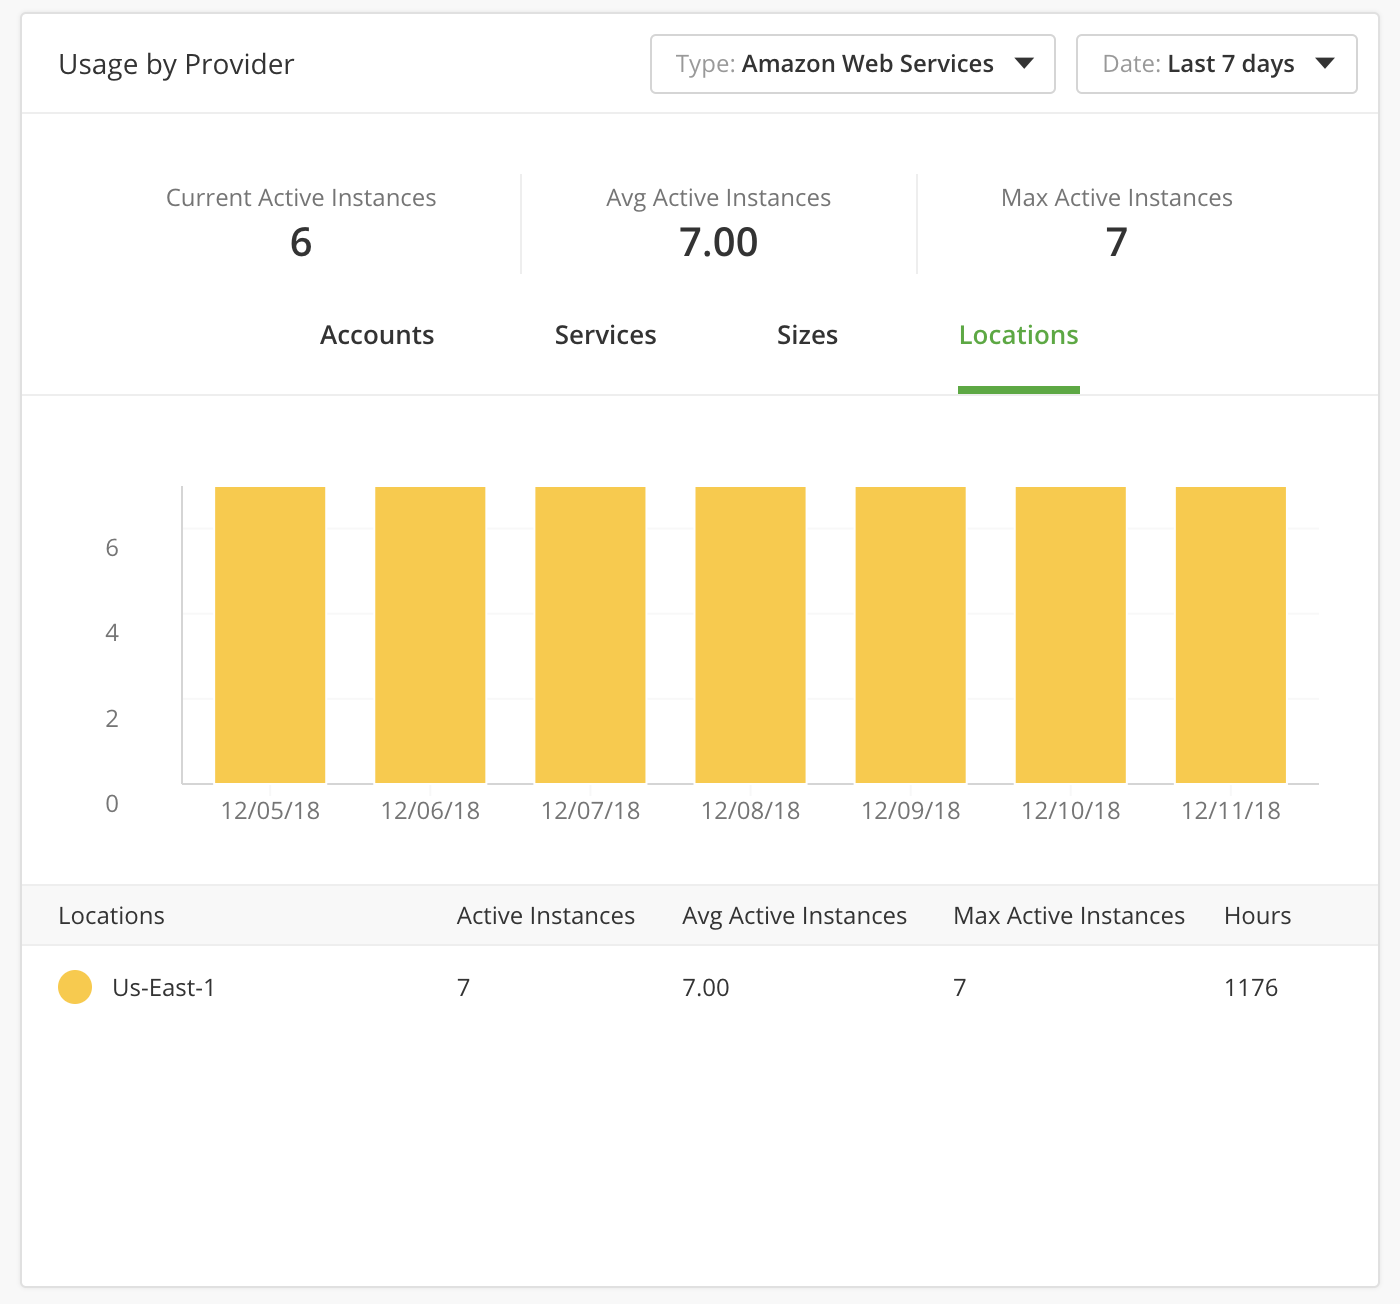 Usage by Provider
Type: Amazon Web Services
Date: Last 7 days
Current Active Instances
6
Avg Active Instances
7.00
Max Active Instances
7
Accounts
Services
Sizes
Locations
6
4
2
0
12/05/18
12/06/18
12/07/18
12/08/18
12/09/18
12/10/18
12/11/18
Locations
Active Instances
Avg Active Instances
Max Active Instances
Hours
Us-East-1
7
7.00
7
1176